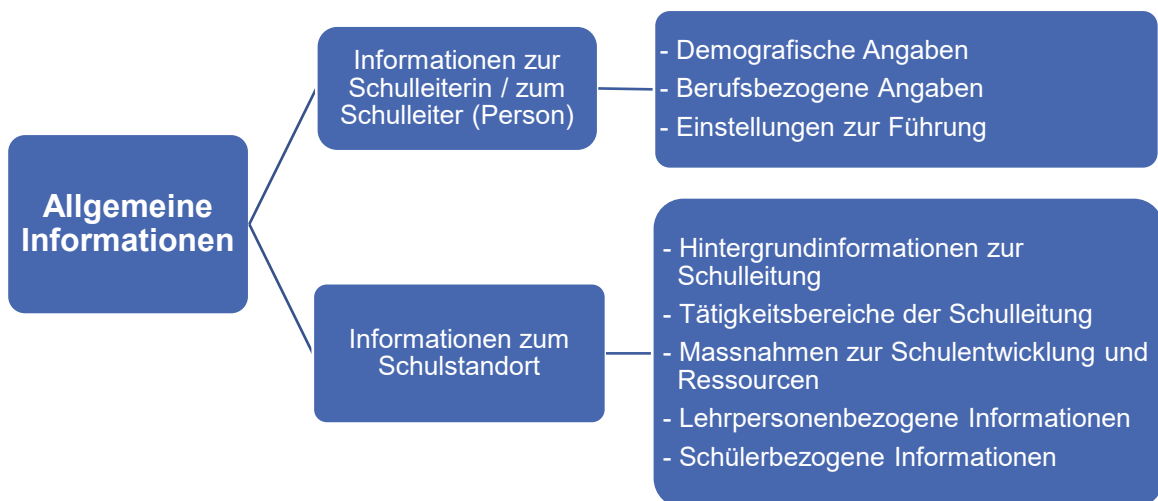 Allgemeine
Informationen
Informationen zur
Schulleiterin / zum
Schulleiter (Person)
- Demografische Angaben
- Berufsbezogene Angaben
- Einstellungen zur Führung
Informationen zum
Schulstandort
- Hintergrundinformationen zur
Schulleitung
- Tätigkeitsbereiche der Schulleitung
- Massnahmen zur Schulentwicklung und
Ressourcen
- Lehrpersonenbezogene Informationen
- Schülerbezogene Informationen